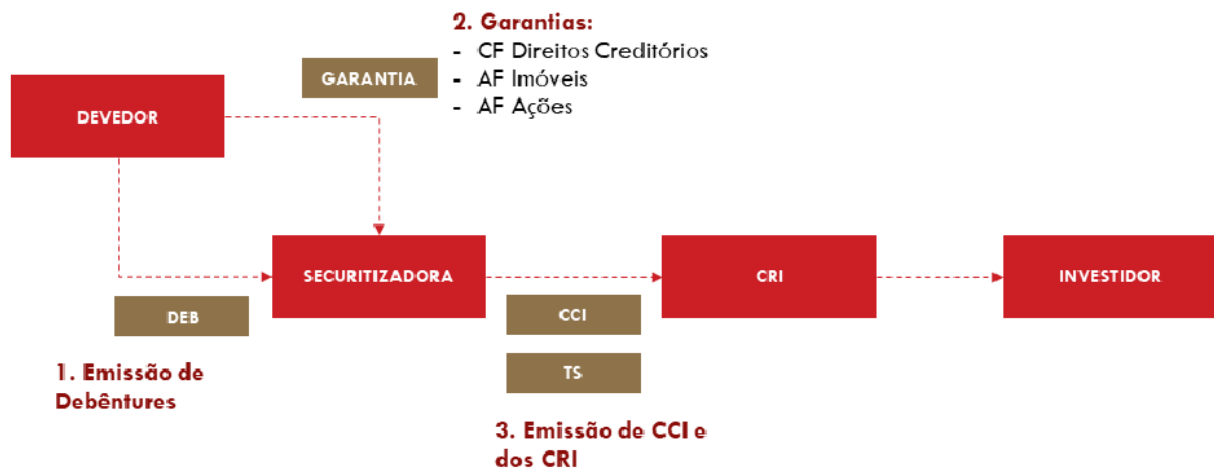 2. Garantias:
- CF Direitos Creditórios
- AF Imóveis
- AF Ações
GARANTIA
DEVEDOR
SECURITIZADORA
CRI
INVESTIDOR
DEB
CCI
TS
1. Emissão de
Debêntures
3. Emissão de CCI e
dos CRI